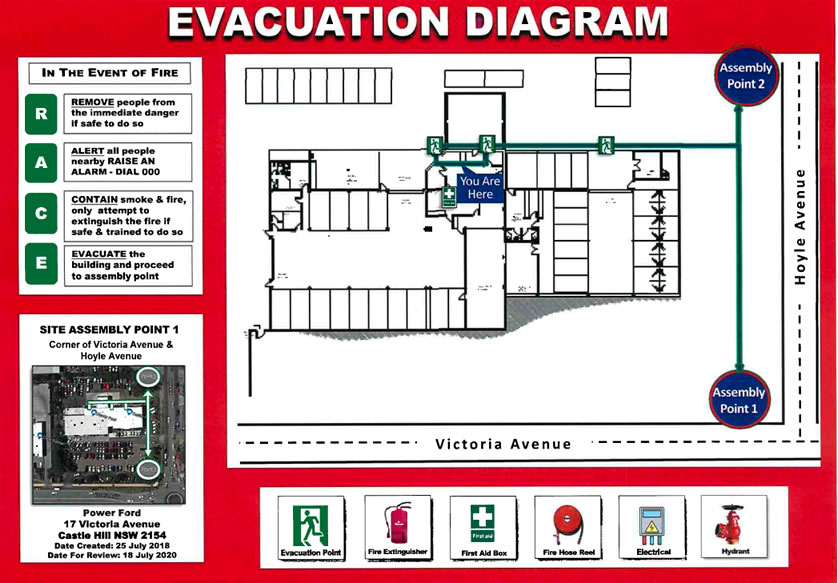 EVACUATION DIAGRAM
IN THE EVENT OF FIRE
R
REMOVE people from
the immediate danger
if safe to do so
A
ALERT all people
nearby RAISE AN
ALARM - DIAL 000
C
CONTAIN smoke & fire,
only attempt to
extinguish the fire if
safe & trained to do so
E
EVACUATE the
building and proceed
to assembly point
SITE ASSEMBLY POINT 1
Corner of Victoria Avenue &
Hoyle Avenue
Power Ford
17 Victoria Avenue
Castle Hill NSW 2154
Date Created: 25 July 2018
Date For Review: 18 July 2020
Assembly
Point 2
You Are
Here
Hoyle Avenue
Assembly
Point 1
Victoria Avenue
Evacuation Point
Fire Extinguisher
First aid
First Aid Box
Fire Hose Reel
Electrical
Hydrant